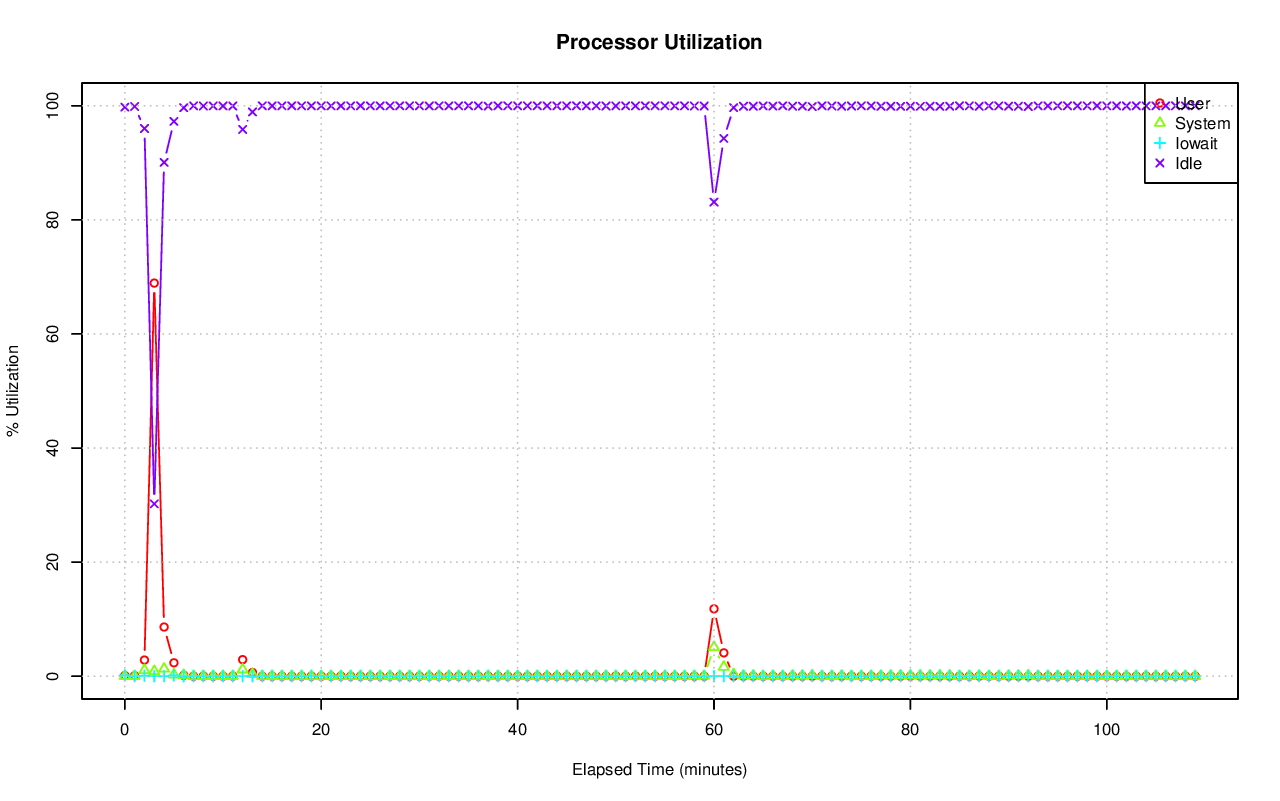 Processor Utilization
100
80
60
40
20
0
% Utilization
User
System
Iowait
Idle
0 20 40 60 80 100
Elapsed Time (minutes)